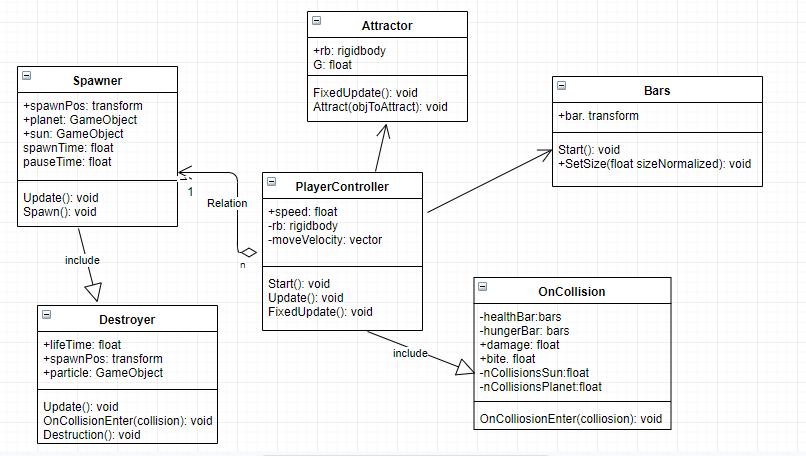 Attractor
+rb: rigidbody
G: float
FixedUpdate(): void
Attract(objToAttract): void
Spawner
+spawnPos: transform
+planet: GameObject
+sun: GameObject
spawnTime: float
pauseTime: float
Update(): void
Spawn(): void
Bars
+bar. transform
Start(): void
+SetSize(float sizeNormalized): void
1
Relation
n
PlayerController
+speed: float
-rb: rigidbody
-moveVelocity: vector
Start(): void
Update(): void
FixedUpdate(): void
include
Destroyer
+lifeTime: float
+spawnPos: transform
+particle: GameObject
Update(): void
OnCollisionEnter(collision): void
Destruction(): void
include
OnCollision
-healthBar:bars
-hungerBar: bars
+damage: float
+bite. float
-nCollisionsSun:float
-nCollisionsPlanet:float
OnColliosionEnter(colliosion): void